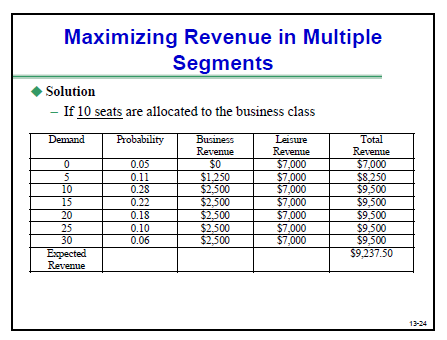 Maximizing Revenue in Multiple
Segments
Solution
– If 10 seats are allocated to the business class
Demand Probability Business Revenue Leisure Revenue Total Revenue
0 0.05 $0 $7,000 $7,000
5 0.11 $1,250 $7,000 $8,250
10 0.28 $2,500 $7,000 $9,500
15 0.22 $2,500 $7,000 $9,500
20 0.18 $2,500 $7,000 $9,500
25 0.10 $2,500 $7,000 $9,500
30 0.06 $2,500 $7,000 $9,500
Expected Revenue $9,237.50
13-24